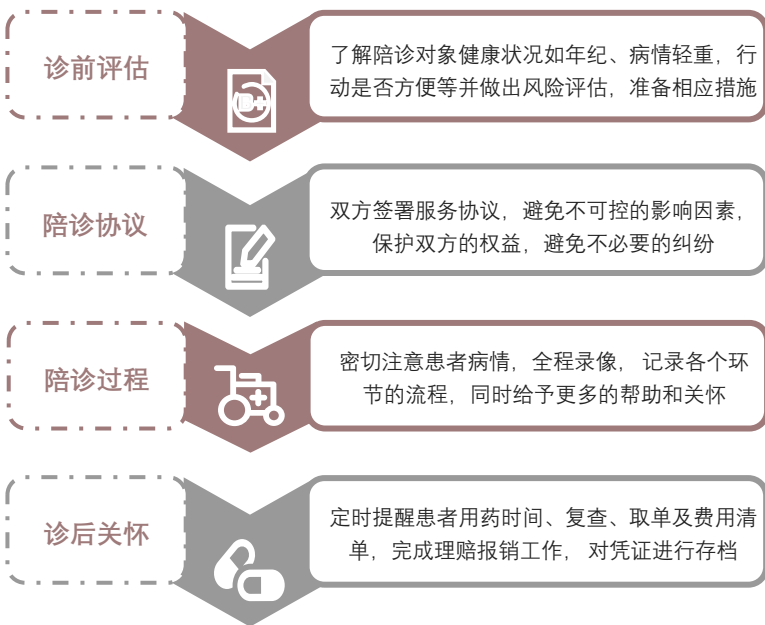 诊前评估
了解陪诊对象健康状况如年纪、病情轻重，行
动是否方便等并做出风险评估，准备相应措施
B+
陪诊协议
双方签署服务协议，避免不可控的影响因素，
保护双方的权益，避免不必要的纠纷
陪诊过程
密切注意患者病情，全程录像， 记录各个环
节的流程，同时给予更多的帮助和关怀
诊后关怀
定时提醒患者用药时间、复查、取单及费用清
单，完成理赔报销工作， 对凭证进行存档